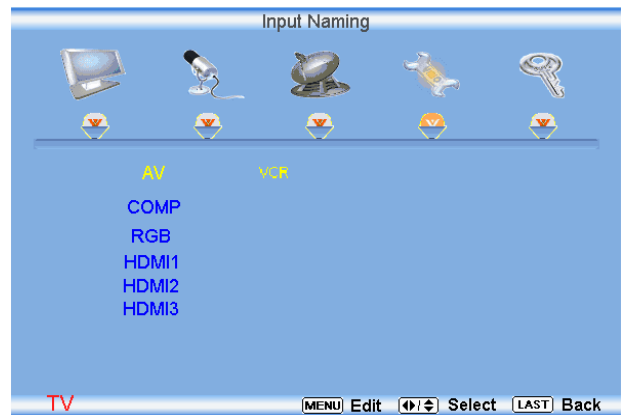 Input Naming
AV VCR
COMP
RGB
HDMI1
HDMI2
HDMI3
TV MENU Edit Select LAST Back